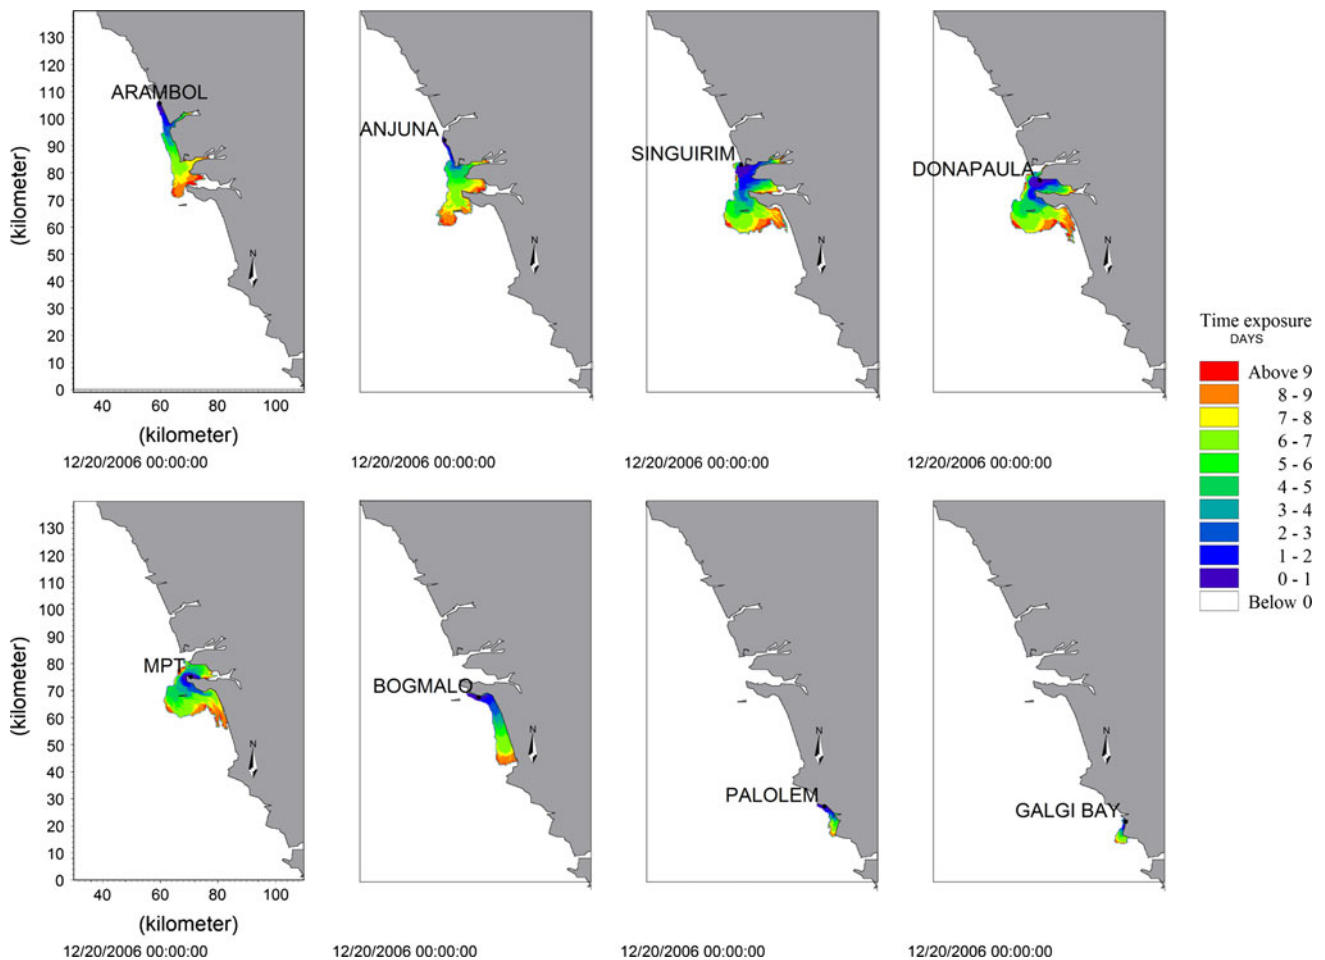 130
120
110
100
90
80
70
60
50
40
30
20
10
0
(kilometer)
40 60 80 100
(kilometer)
ARAMBOL
N
12/20/2006 00:00:00
ANJUNA
N
12/20/2006 00:00:00
SINGUIRIM
N
12/20/2006 00:00:00
DONAPAULA
N
12/20/2006 00:00:00
Time exposure
DAYS
Above 9
8 - 9
7 - 8
6 - 7
5 - 6
4 - 5
3 - 4
2 - 3
1 - 2
0 - 1
Below 0
130
120
110
100
90
80
70
60
50
40
30
20
10
0
(kilometer)
40 60 80 100
(kilometer)
MPT
N
12/20/2006 00:00:00
BOGMALO
N
12/20/2006 00:00:00
PALOLEM
N
12/20/2006 00:00:00
GALGI BAY
N
12/20/2006 00:00:00